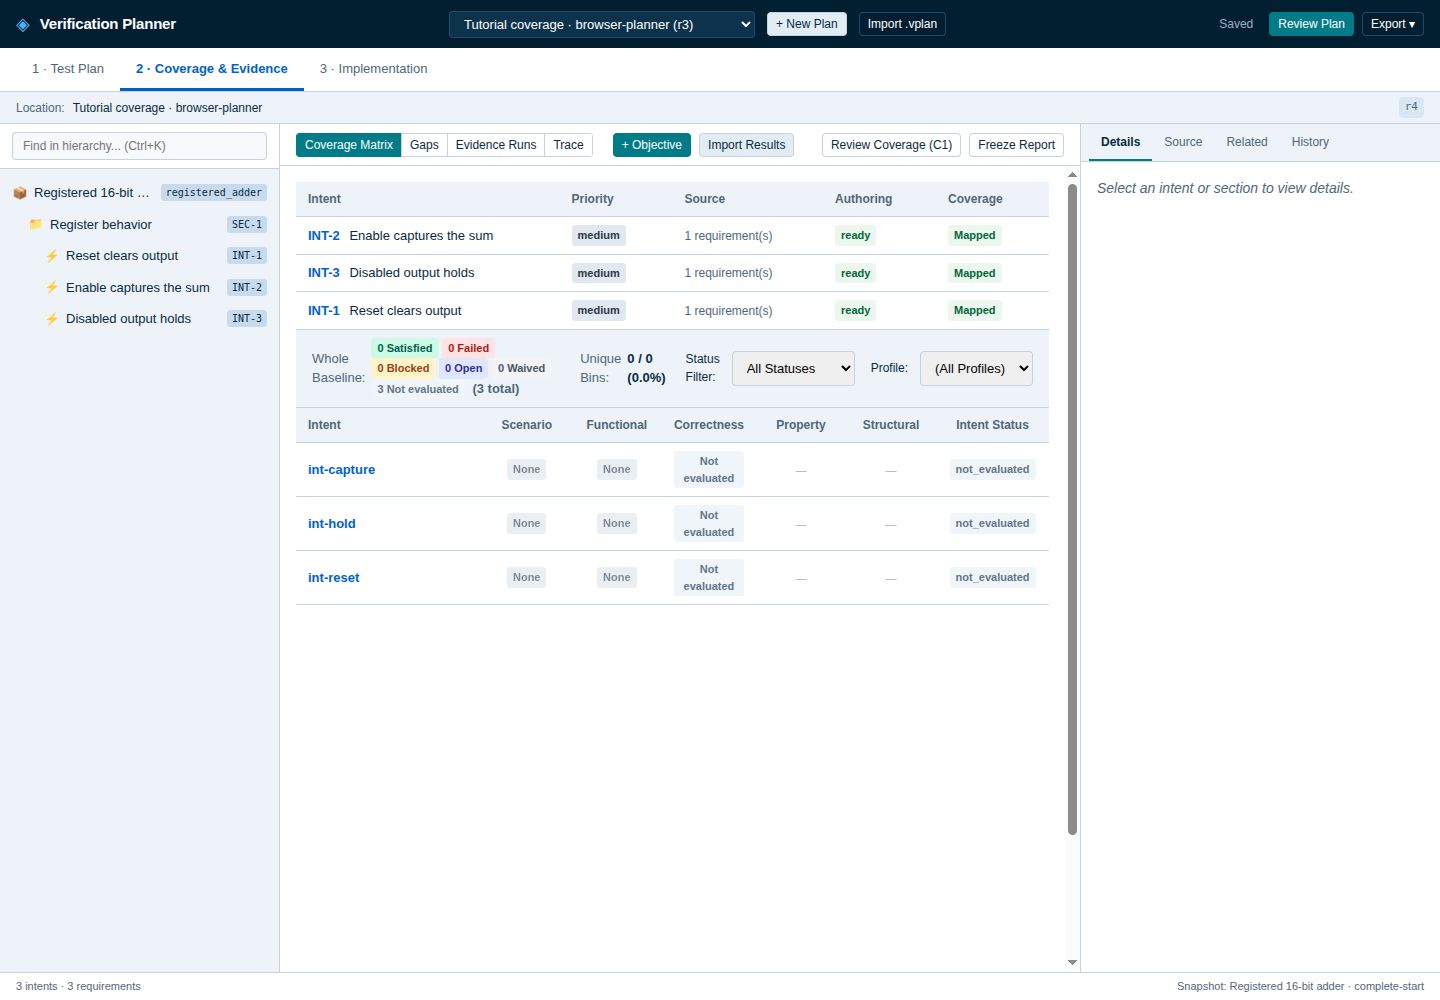 Verification Planner
Tutorial coverage · browser-planner (r3)
+ New Plan
Import .vplan
Saved
Review Plan
Export ▾
1 · Test Plan
2 · Coverage & Evidence
3 · Implementation
Location: Tutorial coverage · browser-planner
r4
Find in hierarchy... (Ctrl+K)
Registered 16-bit ... registered_adder
Register behavior SEC-1
Reset clears output INT-1
Enable captures the sum INT-2
Disabled output holds INT-3
Coverage Matrix
Gaps
Evidence Runs
Trace
+ Objective
Import Results
Review Coverage (C1)
Freeze Report
Intent Priority Source Authoring Coverage
INT-2 Enable captures the sum medium 1 requirement(s) ready Mapped
INT-3 Disabled output holds medium 1 requirement(s) ready Mapped
INT-1 Reset clears output medium 1 requirement(s) ready Mapped
Whole Baseline:
0 Satisfied 0 Failed
0 Blocked 0 Open 0 Waived
3 Not evaluated (3 total)
Unique Bins:
0 / 0
(0.0%)
Status Filter:
All Statuses
Profile:
(All Profiles)
Intent Scenario Functional Correctness Property Structural Intent Status
int-capture None None Not evaluated — — not_evaluated
int-hold None None Not evaluated — — not_evaluated
int-reset None None Not evaluated — — not_evaluated
Details
Source
Related
History
Select an intent or section to view details.
3 intents · 3 requirements
Snapshot: Registered 16-bit adder · complete-start